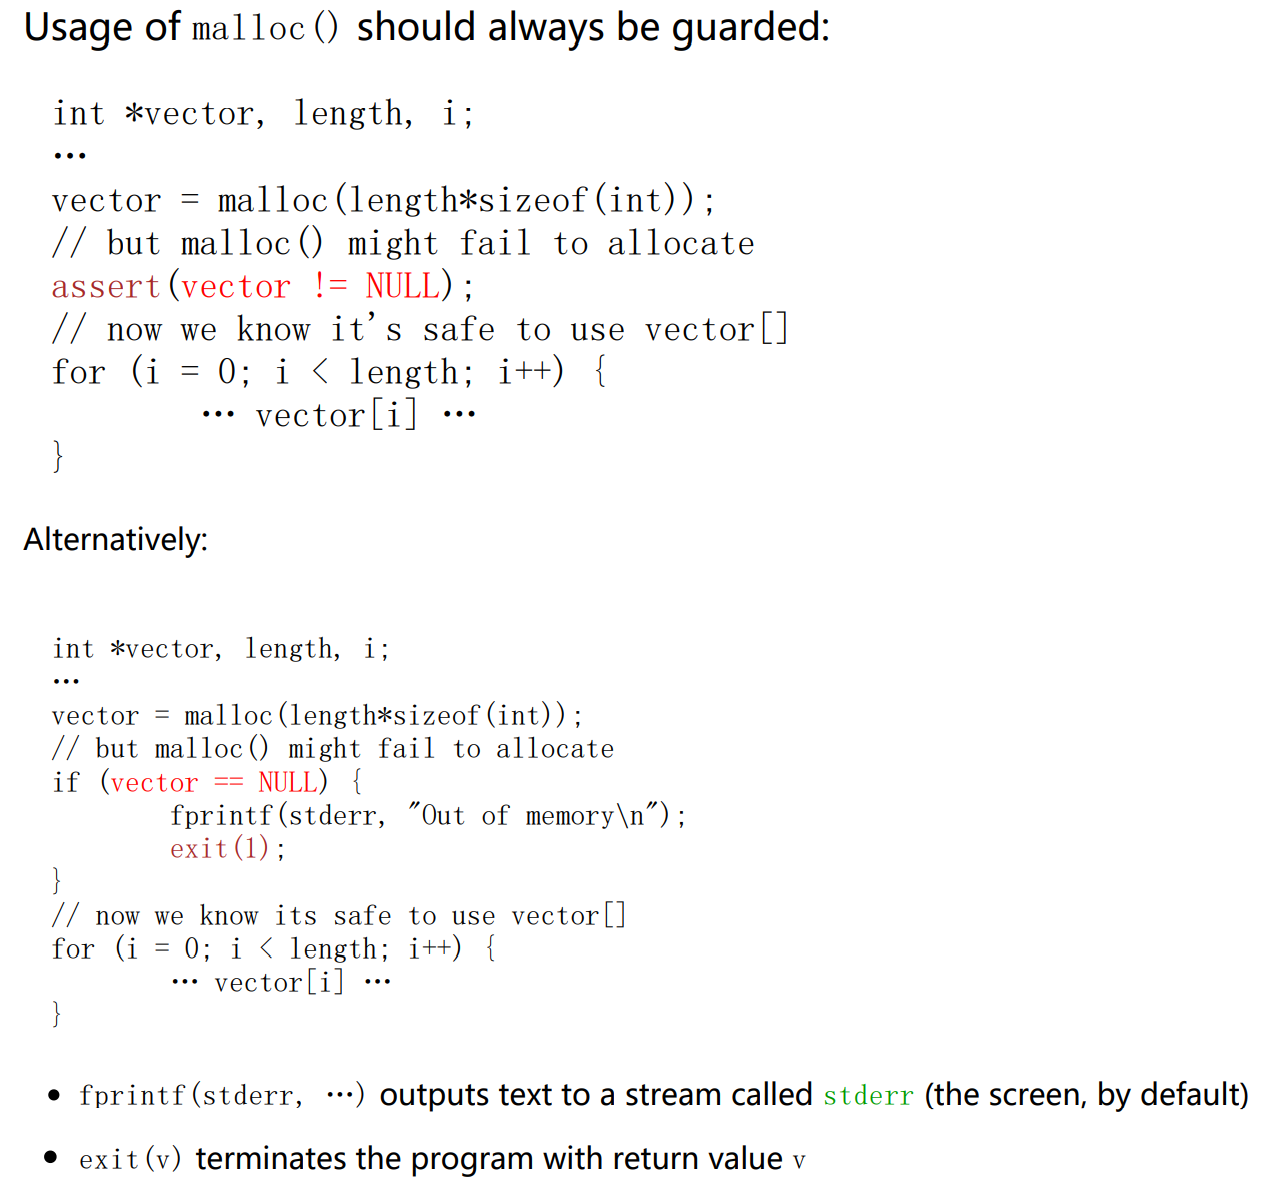 Usage of malloc() should always be guarded:
int *vector, length, i;
…
vector = malloc(length*sizeof(int));
// but malloc() might fail to allocate
assert(vector != NULL);
// now we know it's safe to use vector[]
for (i = 0; i < length; i++) {
… vector[i] …
}
Alternatively:
int *vector, length, i;
…
vector = malloc(length*sizeof(int));
// but malloc() might fail to allocate
if (vector == NULL) {
fprintf(stderr, "Out of memory\n");
exit(1);
}
// now we know its safe to use vector[]
for (i = 0; i < length; i++) {
… vector[i] …
}
• fprintf(stderr, …) outputs text to a stream called stderr (the screen, by default)
• exit(v) terminates the program with return value v